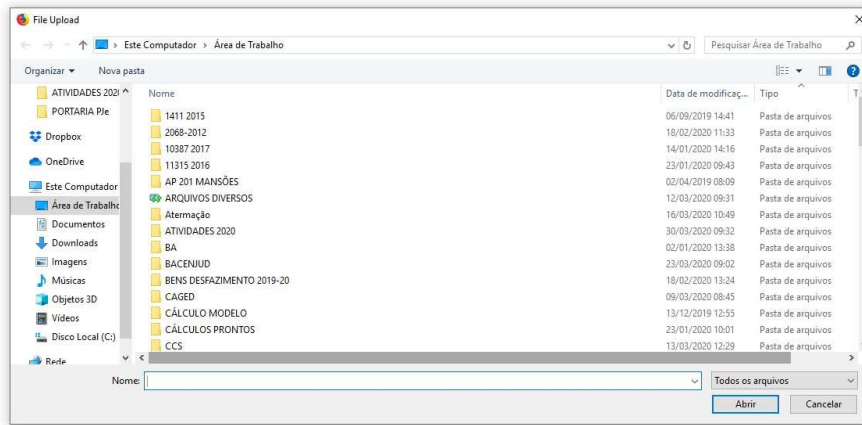 File Upload
Este Computador > Área de Trabalho
Pesquisar Área de Trabalho
Organizar
Nova pasta
ATIVIDADES 202
PORTARIA PJe
Dropbox
OneDrive
Este Computador
Área de Trabalho
Documentos
Downloads
Imagens
Músicas
Objetos 3D
Vídeos
Disco Local (C:)
Rede
Nome Data de modificaç... Tipo T
1411 2015 06/09/2019 14:41 Pasta de arquivos
2068-2012 18/02/2020 11:33 Pasta de arquivos
10387 2017 14/01/2020 14:16 Pasta de arquivos
11315 2016 23/01/2020 09:43 Pasta de arquivos
AP 201 MANSÕES 02/04/2019 08:09 Pasta de arquivos
ARQUIVOS DIVERSOS 12/03/2020 09:31 Pasta de arquivos
Atermação 16/03/2020 10:49 Pasta de arquivos
ATIVIDADES 2020 30/03/2020 09:32 Pasta de arquivos
BA 02/01/2020 13:38 Pasta de arquivos
BACENJUD 23/03/2020 09:02 Pasta de arquivos
BENS DESFAZIMENTO 2019-20 18/02/2020 13:24 Pasta de arquivos
CAGED 09/03/2020 08:45 Pasta de arquivos
CÁLCULO MODELO 13/12/2019 12:55 Pasta de arquivos
CÁLCULOS PRONTOS 23/01/2020 10:01 Pasta de arquivos
CCS 13/03/2020 12:29 Pasta de arquivos
Nome:
Todos os arquivos
Abrir
Cancelar